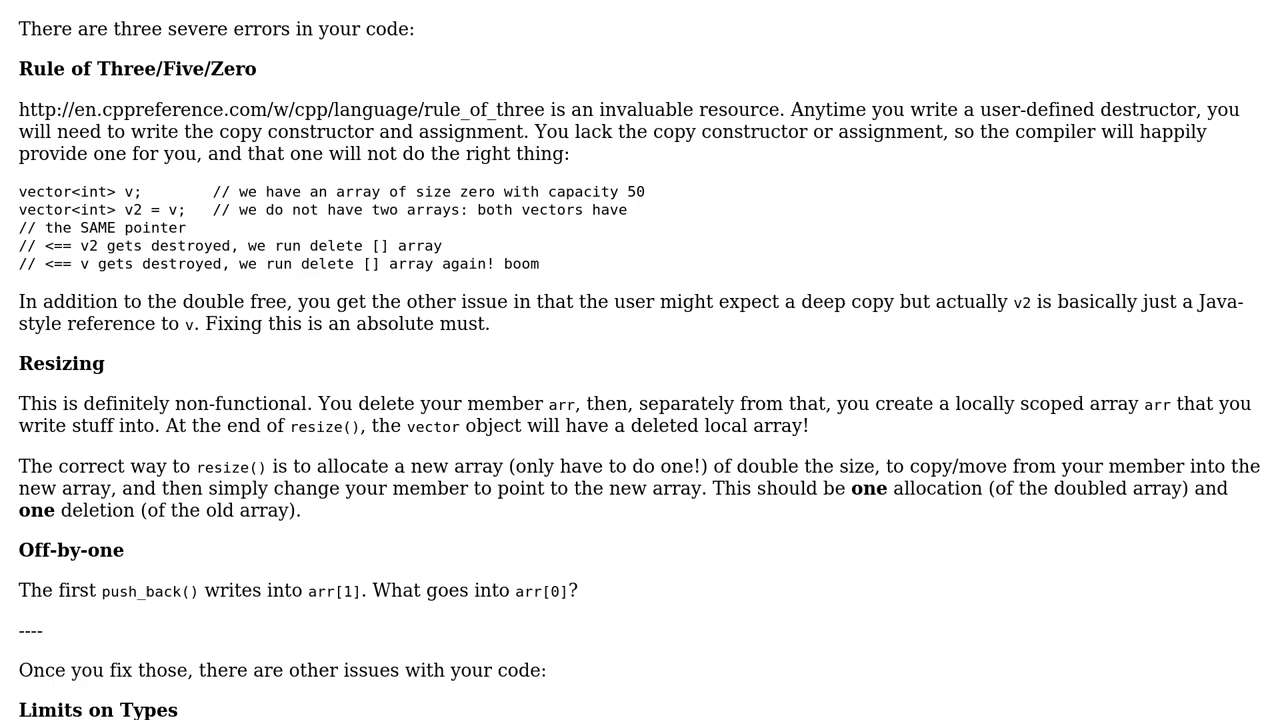 There are three severe errors in your code:
Rule of Three/Five/Zero
http://en.cppreference.com/w/cpp/language/rule_of_three is an invaluable resource. Anytime you write a user-defined destructor, you
will need to write the copy constructor and assignment. You lack the copy constructor or assignment, so the compiler will happily
provide one for you, and that one will not do the right thing:
vector<int> v;        // we have an array of size zero with capacity 50
vector<int> v2 = v;   // we do not have two arrays: both vectors have
// the SAME pointer
// <== v2 gets destroyed, we run delete [] array
// <== v gets destroyed, we run delete [] array again! boom
In addition to the double free, you get the other issue in that the user might expect a deep copy but actually v2 is basically just a Java-
style reference to v. Fixing this is an absolute must.
Resizing
This is definitely non-functional. You delete your member arr, then, separately from that, you create a locally scoped array arr that you
write stuff into. At the end of resize(), the vector object will have a deleted local array!
The correct way to resize() is to allocate a new array (only have to do one!) of double the size, to copy/move from your member into the
new array, and then simply change your member to point to the new array. This should be one allocation (of the doubled array) and
one deletion (of the old array).
Off-by-one
The first push_back() writes into arr[1]. What goes into arr[0]?
----
Once you fix those, there are other issues with your code:
Limits on Types